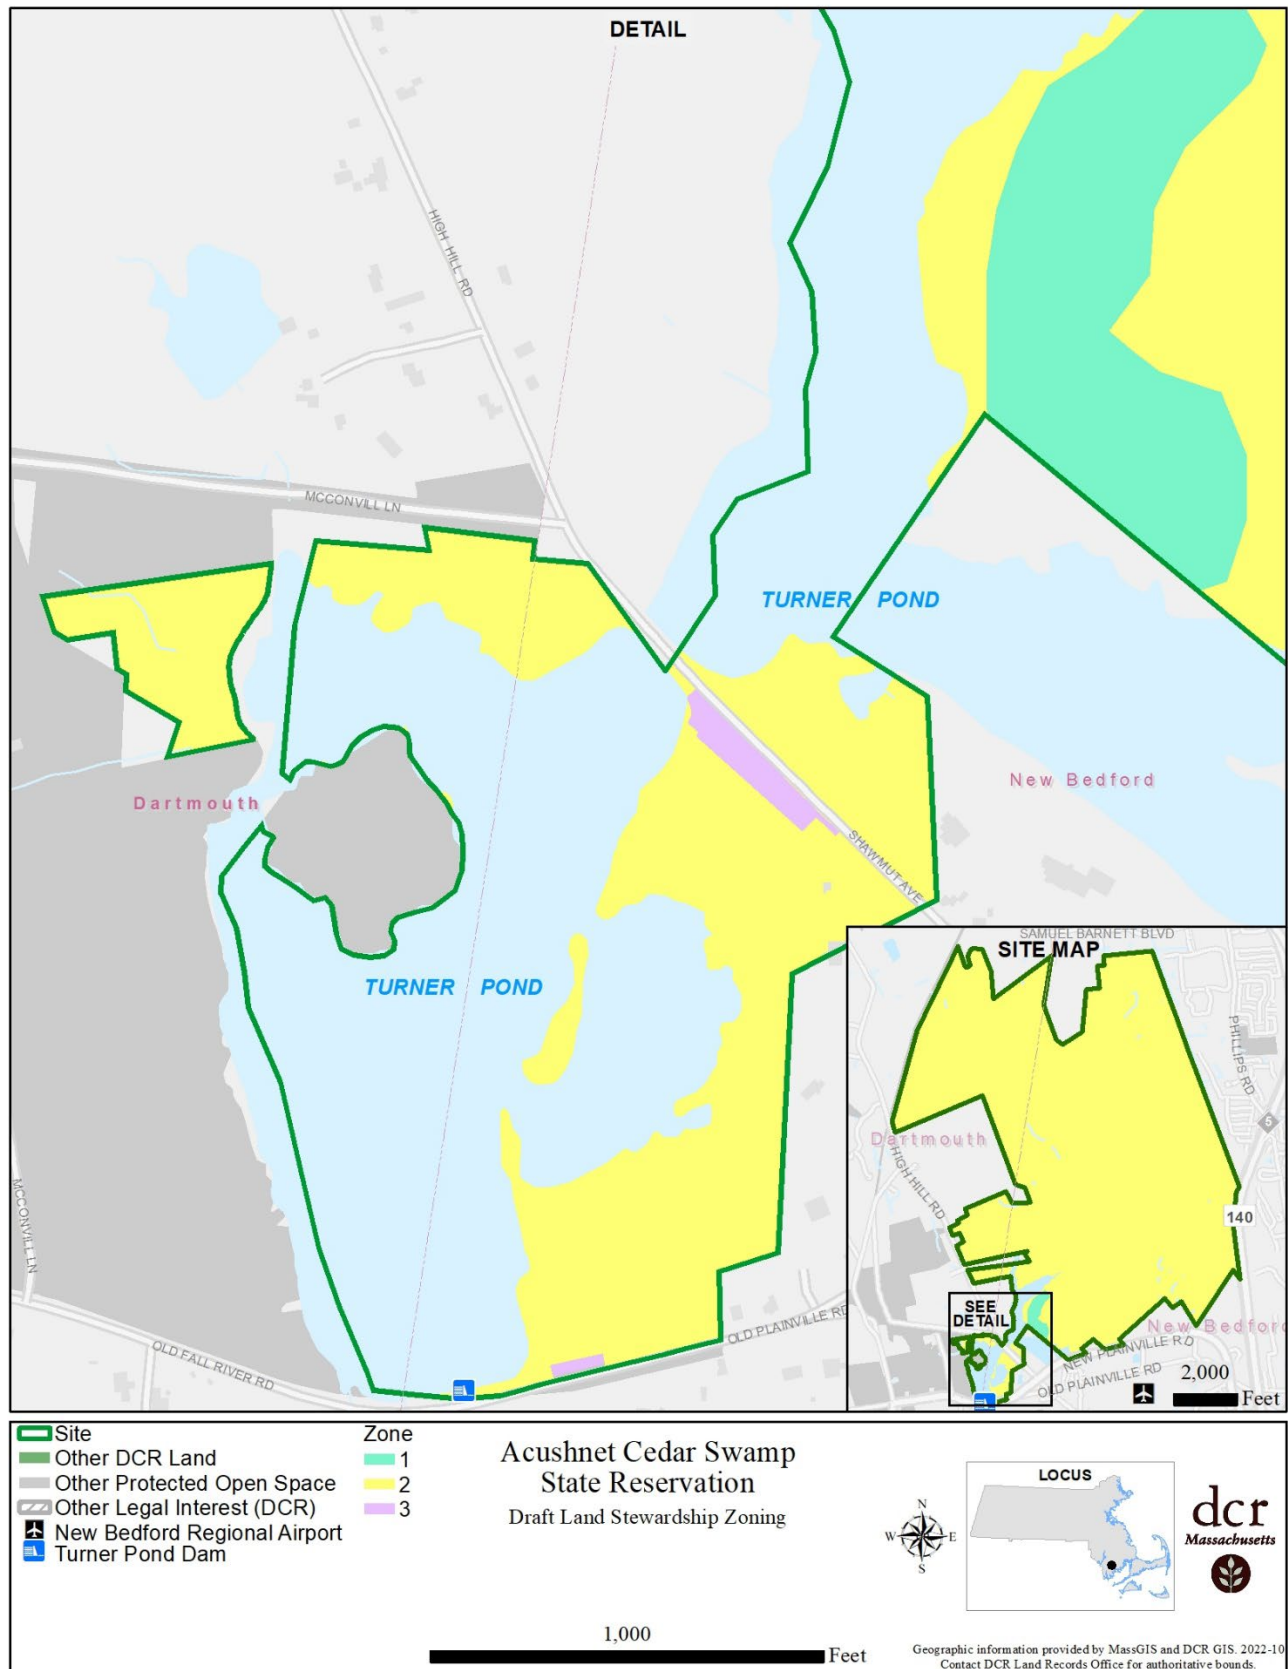 DETAIL
HIGH HILL RD
MCCONVILL LN
TURNER POND
New Bedford
Dartmouth
SHAWMUT AVE
TURNER POND
MCCONVILL LN
OLD FALL RIVER RD
OLD PLAINVILLE RD
SAMUEL BARNETT BLVD
SITE MAP
PHILLIPS RD
5
Dartmouth
HIGH HILL RD
140
SEE
DETAIL
New Bedford
NEW PLAINVILLE RD
OLD PLAINVILLE RD
2,000
Feet
Site
Other DCR Land
Other Protected Open Space
Other Legal Interest (DCR)
New Bedford Regional Airport
Turner Pond Dam
Zone
1
2
3
Acushnet Cedar Swamp
State Reservation
Draft Land Stewardship Zoning
1,000
Feet
N
W E
S
LOCUS
dcr
Massachusetts
Geographic information provided by MassGIS and DCR GIS. 2022-10
Contact DCR Land Records Office for authoritative bounds.